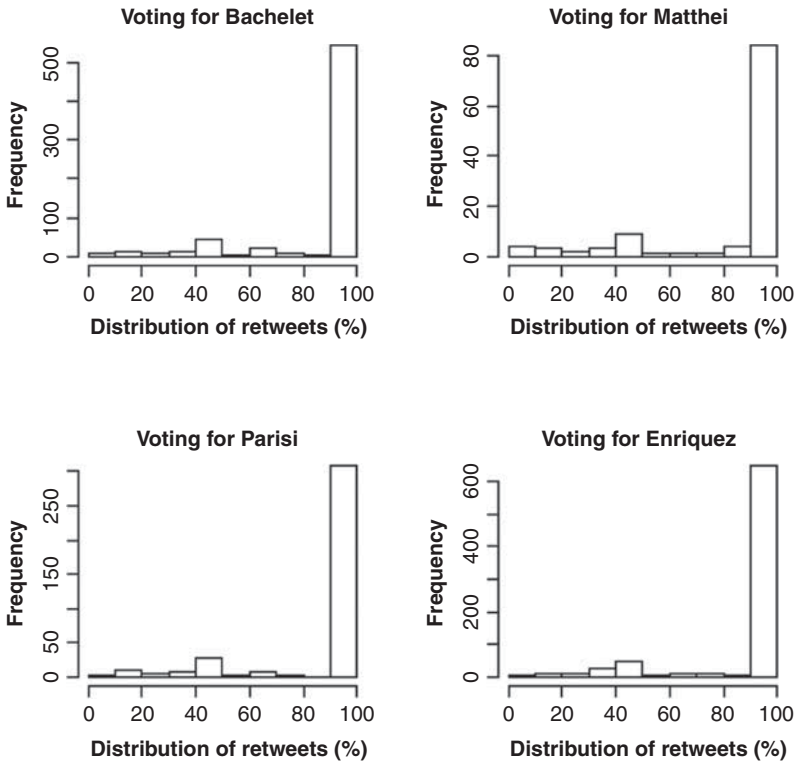 Voting for Bachelet
Frequency
500
300
100
0
0 20 40 60 80 100
Distribution of retweets (%)
Voting for Matthei
Frequency
80
60
40
20
0
0 20 40 60 80 100
Distribution of retweets (%)
Voting for Parisi
Frequency
250
150
50
0
0 20 40 60 80 100
Distribution of retweets (%)
Voting for Enriquez
Frequency
600
400
200
0
0 20 40 60 80 100
Distribution of retweets (%)